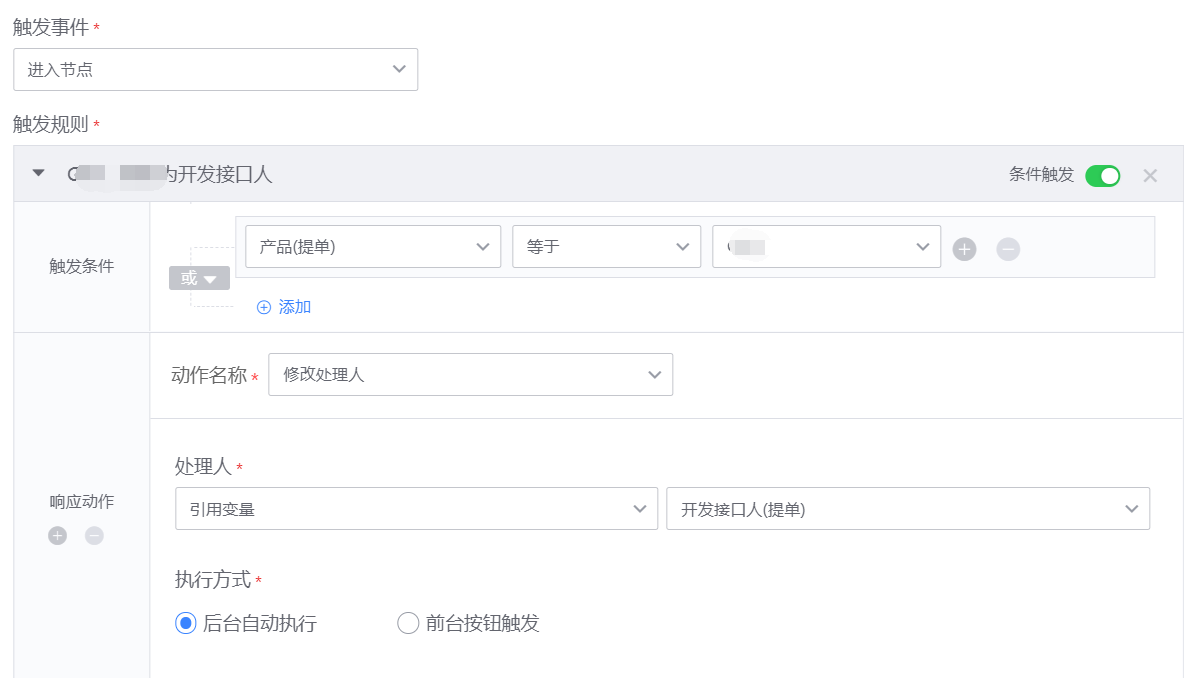 触发事件 *
进入节点
触发规则 *
为开发接口人 条件触发
触发条件
产品(提单) 等于
或
添加
动作名称 * 修改处理人
处理人 *
引用变量 开发接口人(提单)
响应动作
执行方式 *
后台自动执行 前台按钮触发